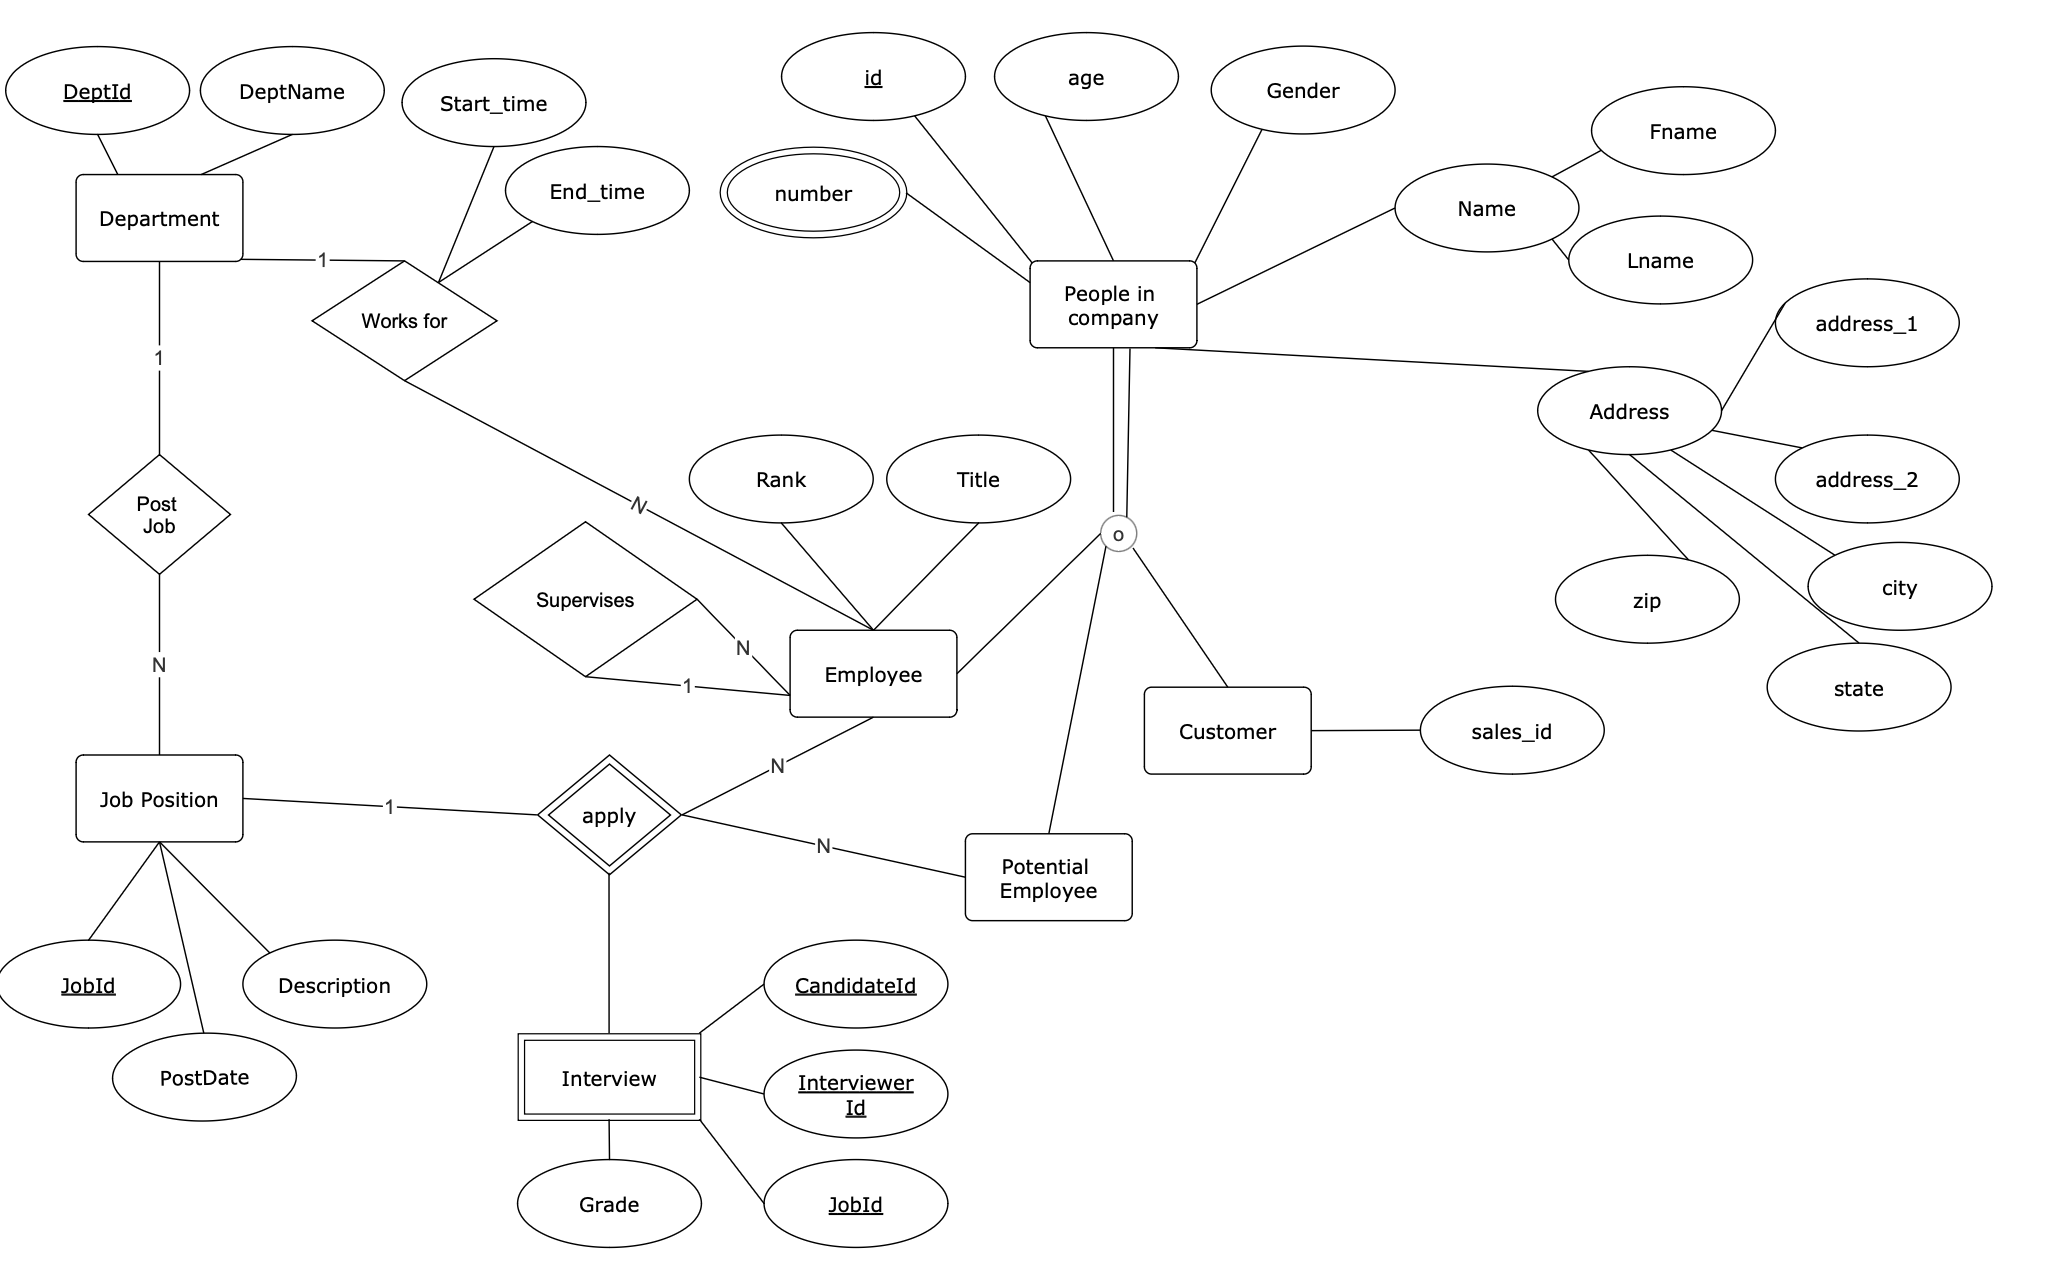 DeptId
DeptName
Start_time
End_time
id
age
Gender
number
Fname
Name
Lname
Department
1
Works for
People in
company
address_1
1
Address
address_2
Rank
Title
N
Post
Job
o
zip
city
Supervises
N
1
Employee
state
N
Customer
sales_id
N
Job Position
1
apply
N
Potential
Employee
JobId
Description
PostDate
CandidateId
Interview
Interviewer
Id
Grade
JobId